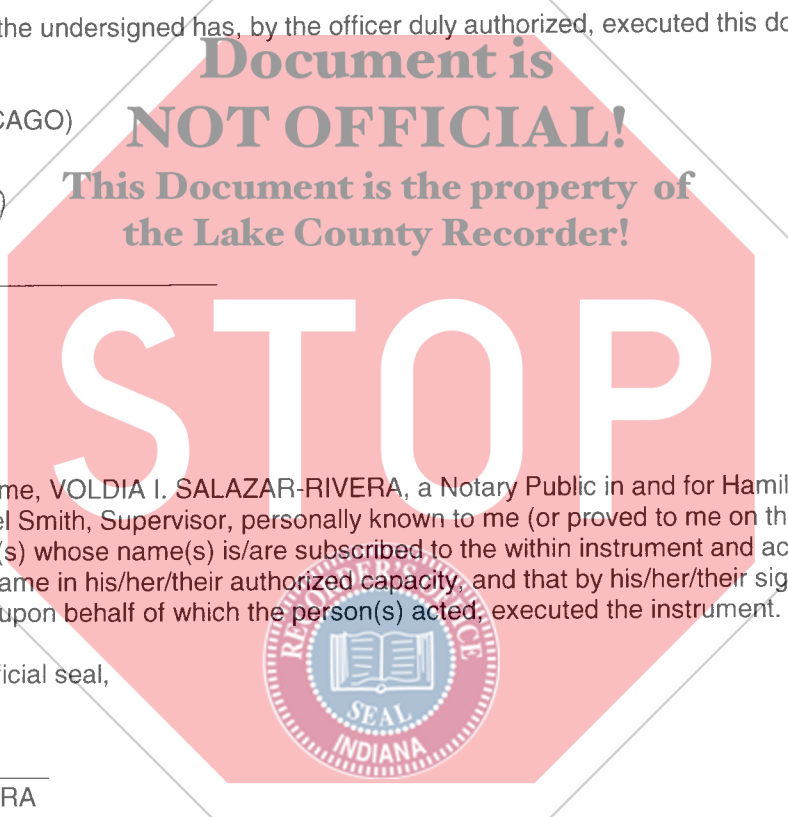 the undersigned has, by the officer duly authorized, executed this do
Document is
CAGO)
NOT OFFICIAL!
This Document is the property of
)
the Lake County Recorder!
STOP
me, VOLDIA I. SALAZAR-RIVERA, a Notary Public in and for Hamil
el Smith, Supervisor, personally known to me (or proved to me on th
(s) whose name(s) is/are subscribed to the within instrument and ac
ame in his/her/their authorized capacity, and that by his/her/their sig
upon behalf of which the person(s) acted, executed the instrument.
RECORDER'S OFFICE
ficial seal,
SEAL
INDIANA
RA